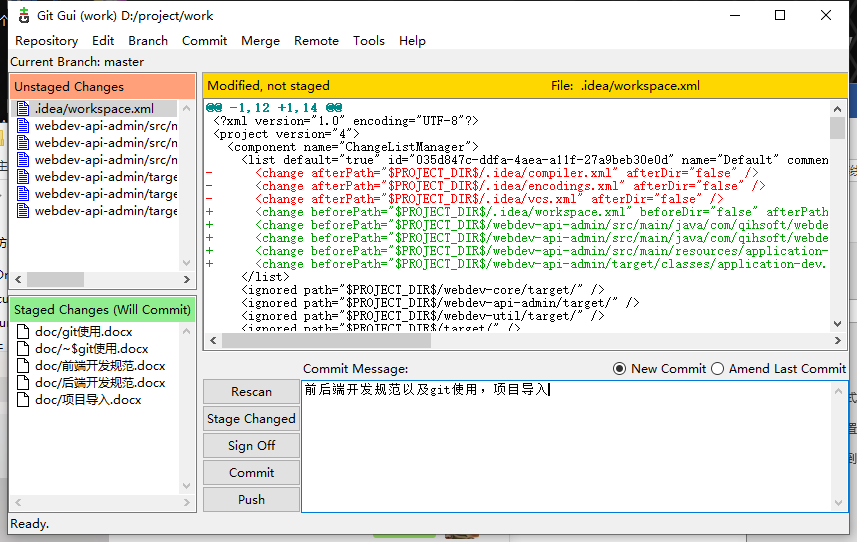 Git Gui (work) D:/project/work
Repository Edit Branch Commit Merge Remote Tools Help
Current Branch: master
Unstaged Changes
.idea/workspace.xml
webdev-api-admin/src/m
webdev-api-admin/src/m
webdev-api-admin/src/m
webdev-api-admin/targe
webdev-api-admin/targe
webdev-api-admin/targe
Staged Changes (Will Commit)
doc/git使用.docx
doc/~$git使用.docx
doc/前端开发规范.docx
doc/后端开发规范.docx
doc/项目导入.docx
Modified, not staged File: .idea/workspace.xml
@@ -1,12 +1,14 @@
<?xml version="1.0" encoding="UTF-8"?>
<project version="4">
<component name="ChangeListManager">
<list default="true" id="035d847c-ddfa-4aea-a11f-27a9beb30e0d" name="Default" commen
- <change afterPath="$PROJECT_DIR$/.idea/compiler.xml" afterDir="false" />
- <change afterPath="$PROJECT_DIR$/.idea/encodings.xml" afterDir="false" />
- <change afterPath="$PROJECT_DIR$/.idea/vcs.xml" afterDir="false" />
+ <change beforePath="$PROJECT_DIR$/.idea/workspace.xml" beforeDir="false" afterPath
+ <change beforePath="$PROJECT_DIR$/webdev-api-admin/src/main/java/com/qihsoft/webde
+ <change beforePath="$PROJECT_DIR$/webdev-api-admin/src/main/java/com/qihsoft/webde
+ <change beforePath="$PROJECT_DIR$/webdev-api-admin/src/main/resources/application-
+ <change beforePath="$PROJECT_DIR$/webdev-api-admin/target/classes/application-dev.
</list>
<ignored path="$PROJECT_DIR$/webdev-core/target/" />
<ignored path="$PROJECT_DIR$/webdev-api-admin/target/" />
<ignored path="$PROJECT_DIR$/webdev-util/target/" />
<ignored path="$PROJECT_DIR$/target/" />
Commit Message: New Commit Amend Last Commit
Rescan
Stage Changed
Sign Off
Commit
Push
前后端开发规范以及git使用，项目导入
Ready.